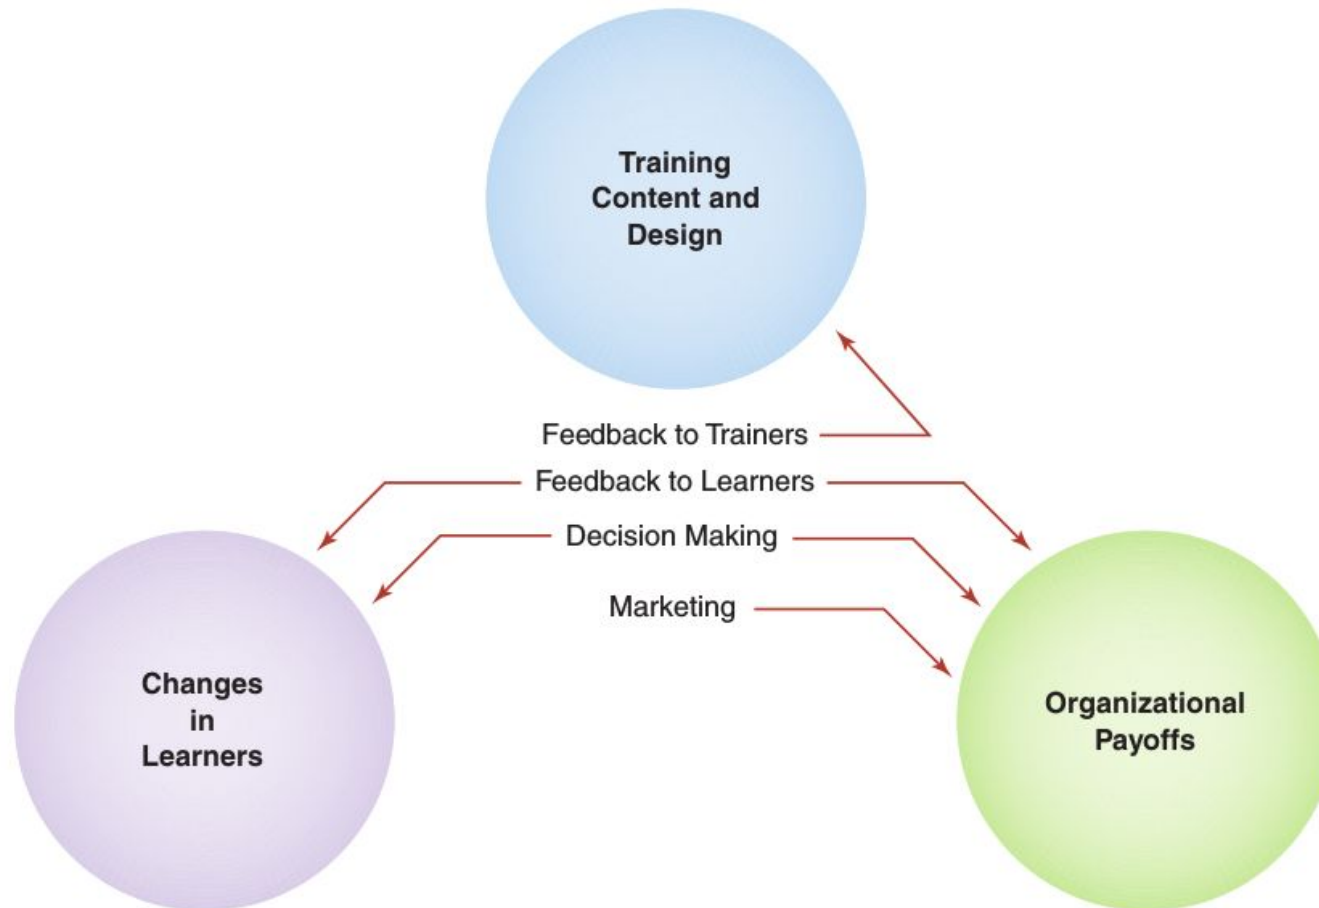 Training
Content and
Design
Feedback to Trainers
Feedback to Learners
Decision Making
Marketing
Changes
in
Learners
Organizational
Payoffs